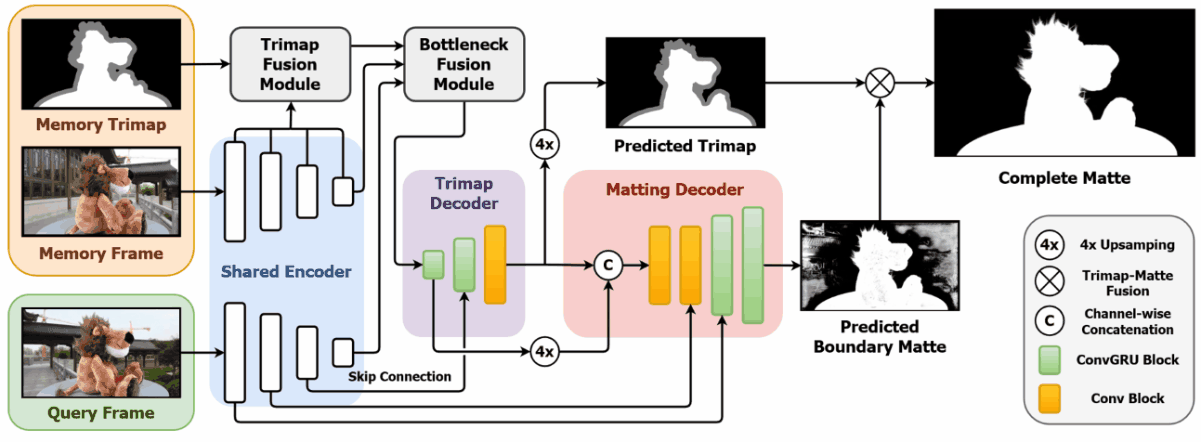 Memory Trimap
Memory Frame
Query Frame
Trimap
Fusion
Module
Bottleneck
Fusion
Module
Shared Encoder
Trimap
Decoder
4x
Predicted Trimap
Matting Decoder
C
4x
Skip Connection
Predicted
Boundary Matte
Complete Matte
4x
4x Upsamping
Trimap-Matte
Fusion
C
Channel-wise
Concatenation
ConvGRU Block
Conv Block